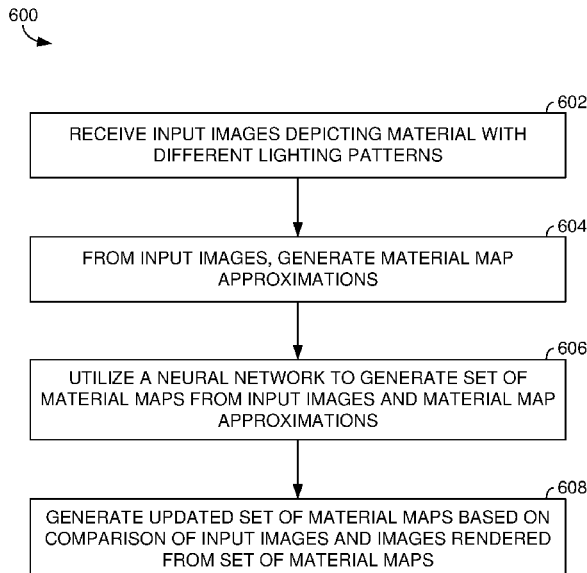 600
602
RECEIVE INPUT IMAGES DEPICTING MATERIAL WITH
DIFFERENT LIGHTING PATTERNS
604
FROM INPUT IMAGES, GENERATE MATERIAL MAP
APPROXIMATIONS
606
UTILIZE A NEURAL NETWORK TO GENERATE SET OF
MATERIAL MAPS FROM INPUT IMAGES AND MATERIAL MAP
APPROXIMATIONS
608
GENERATE UPDATED SET OF MATERIAL MAPS BASED ON
COMPARISON OF INPUT IMAGES AND IMAGES RENDERED
FROM SET OF MATERIAL MAPS